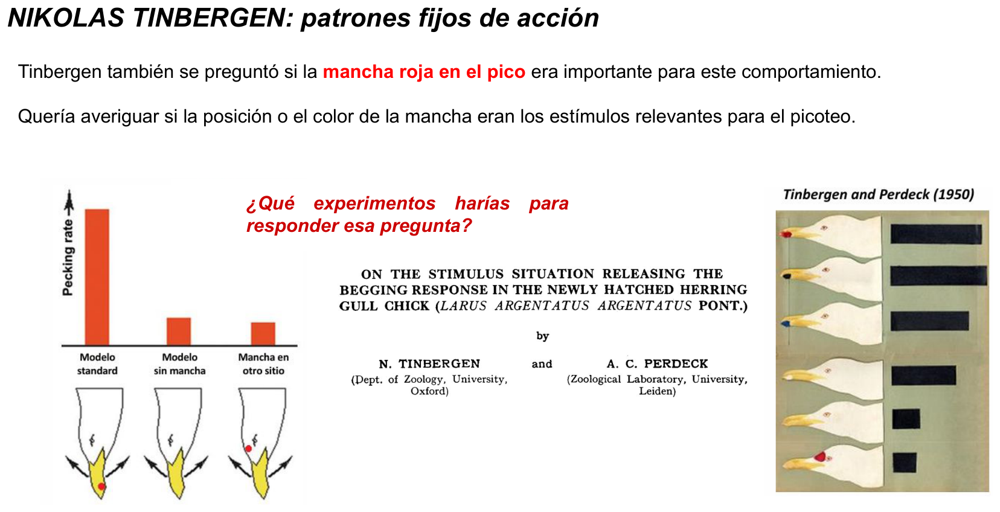 NIKOLAS TINBERGEN: patrones fijos de acción
Tinbergen también se preguntó si la mancha roja en el pico era importante para este comportamiento.
Quería averiguar si la posición o el color de la mancha eran los estímulos relevantes para el picoteo.
Pecking rate
Modelo
standard
Modelo
sin mancha
Mancha en
otro sitio
¿Qué experimentos harías para
responder esa pregunta?
ON THE STIMULUS SITUATION RELEASING THE
BEGGING RESPONSE IN THE NEWLY HATCHED HERRING
GULL CHICK (LARUS ARGENTATUS ARGENTATUS PONT.)
by
N. TINBERGEN and A. C. PERDECK
(Dept. of Zoology, University, (Zoological Laboratory, University,
Oxford) Leiden)
Tinbergen and Perdeck (1950)